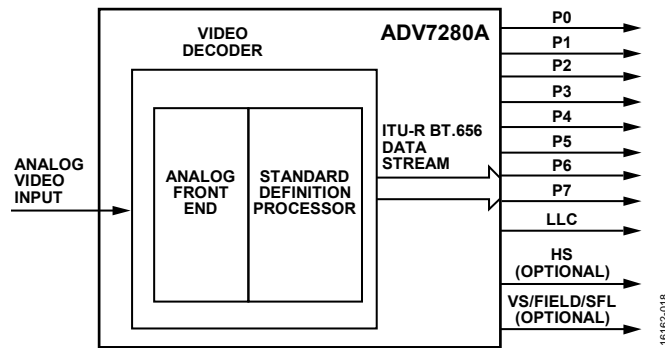 ADV7280A
VIDEO
DECODER
ANALOG
VIDEO
INPUT
ANALOG
FRONT
END
STANDARD
DEFINITION
PROCESSOR
ITU-R BT.656
DATA
STREAM
P0
P1
P2
P3
P4
P5
P6
P7
LLC
HS
(OPTIONAL)
VS/FIELD/SFL
(OPTIONAL)
16162-018